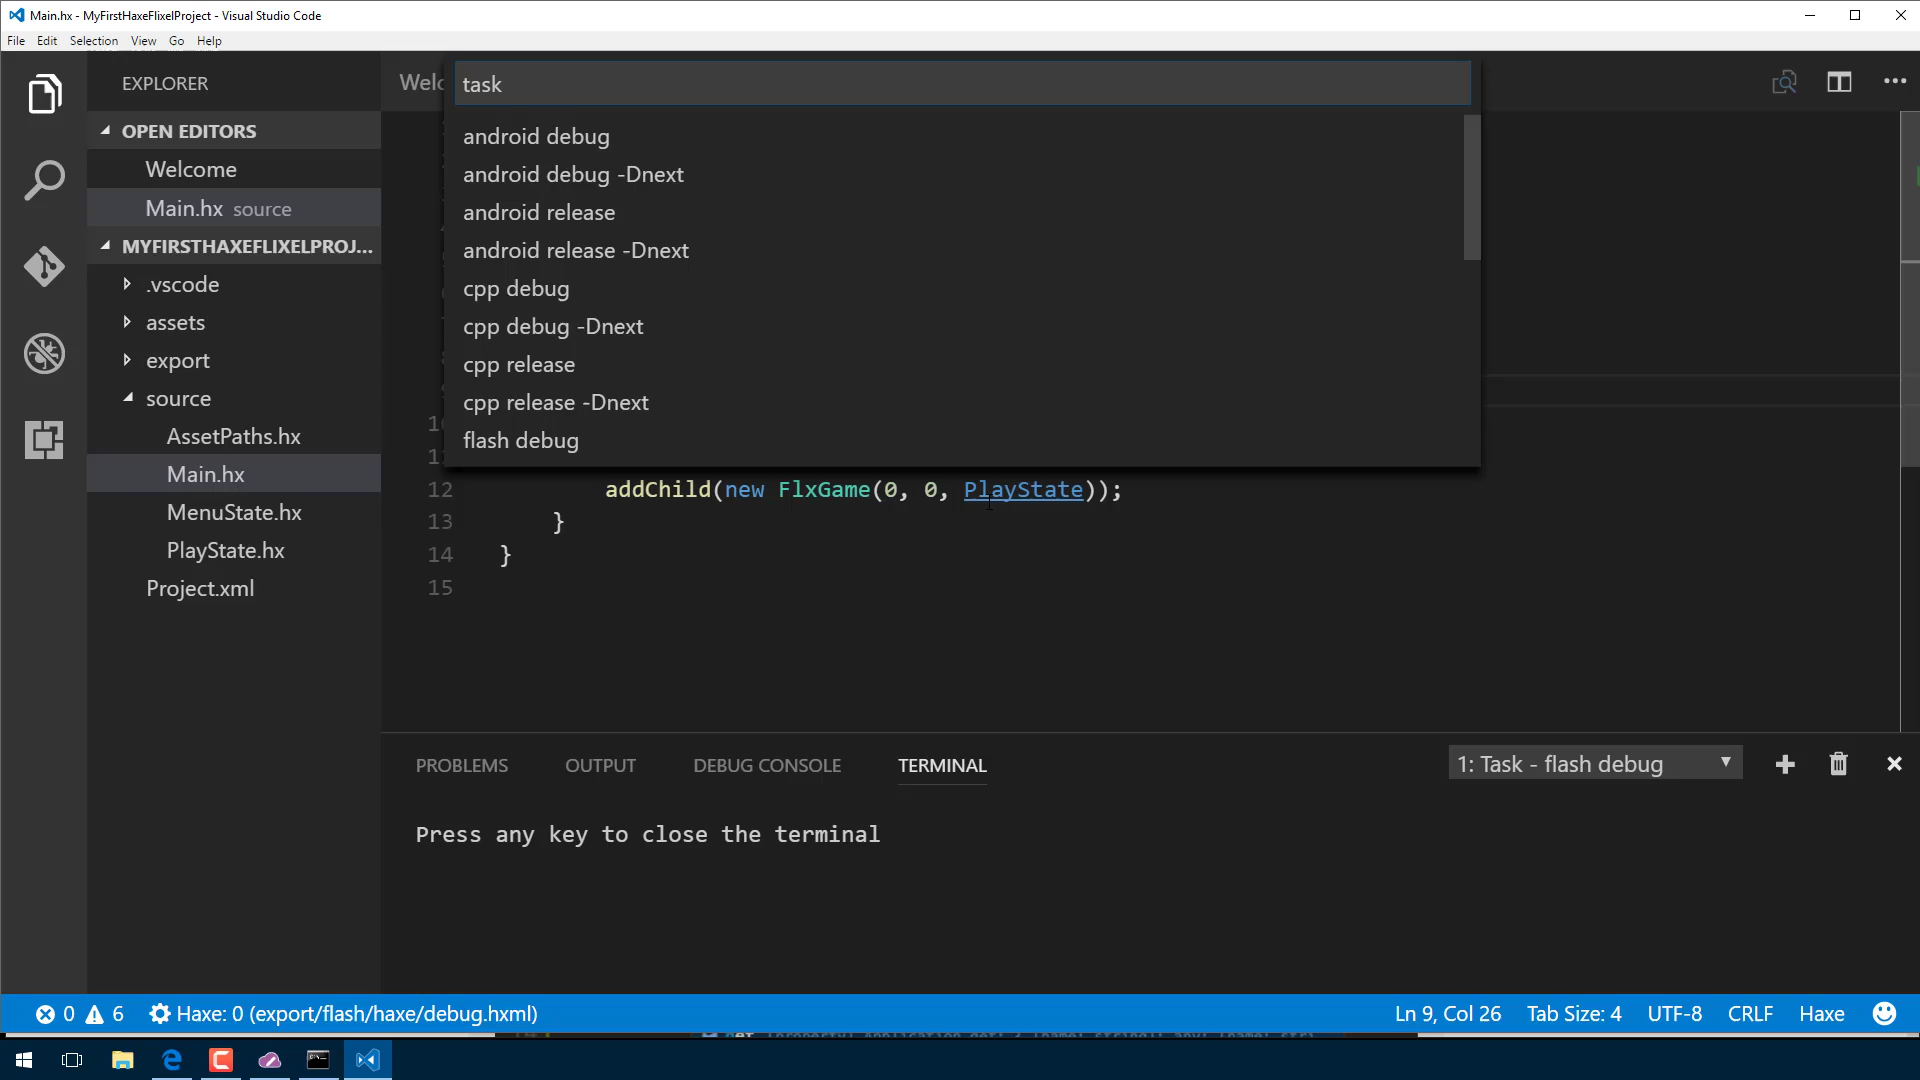 Main.hx - MyFirstHaxeFlixelProject - Visual Studio Code
File Edit Selection View Go Help
EXPLORER
OPEN EDITORS
Welcome
Main.hx source
MYFIRSTHAXEFLIXELPROJ...
.vscode
assets
export
source
AssetPaths.hx
Main.hx
MenuState.hx
PlayState.hx
Project.xml
task
android debug
android debug -Dnext
android release
android release -Dnext
cpp debug
cpp debug -Dnext
cpp release
cpp release -Dnext
flash debug
12 addChild(new FlxGame(0, 0, PlayState));
13 }
14 }
15
PROBLEMS OUTPUT DEBUG CONSOLE TERMINAL 1: Task - flash debug
Press any key to close the terminal
0 6 Haxe: 0 (export/flash/haxe/debug.hxml) Ln 9, Col 26 Tab Size: 4 UTF-8 CRLF Haxe